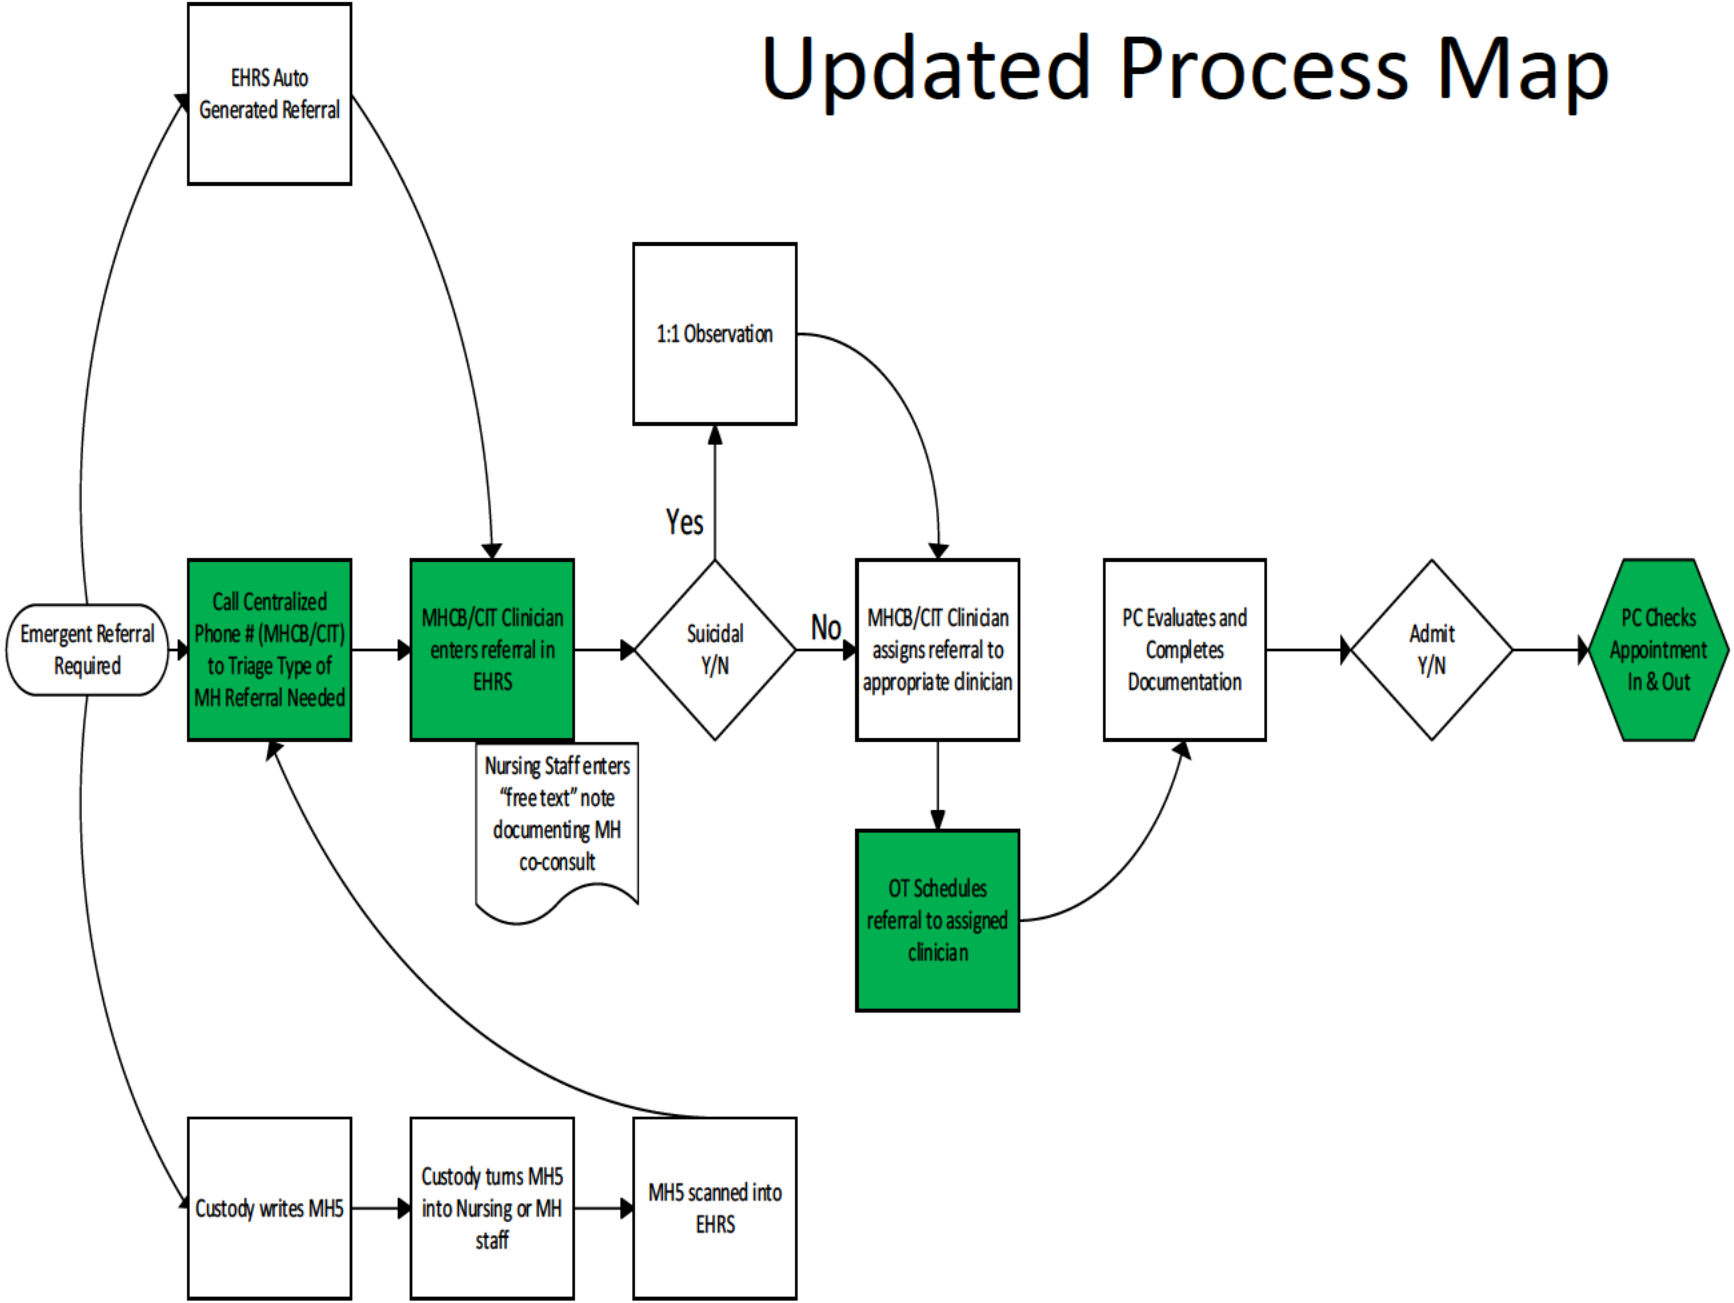 Updated Process Map
EHRS Auto
Generated Referral
1:1 Observation
Yes
Emergent Referral
Required
Call Centralized
Phone # (MHCB/CIT)
to Triage Type of
MH Referral Needed
MHCB/CIT Clinician
enters referral in
EHRS
Nursing Staff enters
“free text” note
documenting MH
co-consult
Suicidal
Y/N
No
MHCB/CIT Clinician
assigns referral to
appropriate clinician
OT Schedules
referral to assigned
clinician
PC Evaluates and
Completes
Documentation
Admit
Y/N
PC Checks
Appointment
In & Out
Custody writes MH5
Custody turns MH5
into Nursing or MH
staff
MH5 scanned into
EHRS